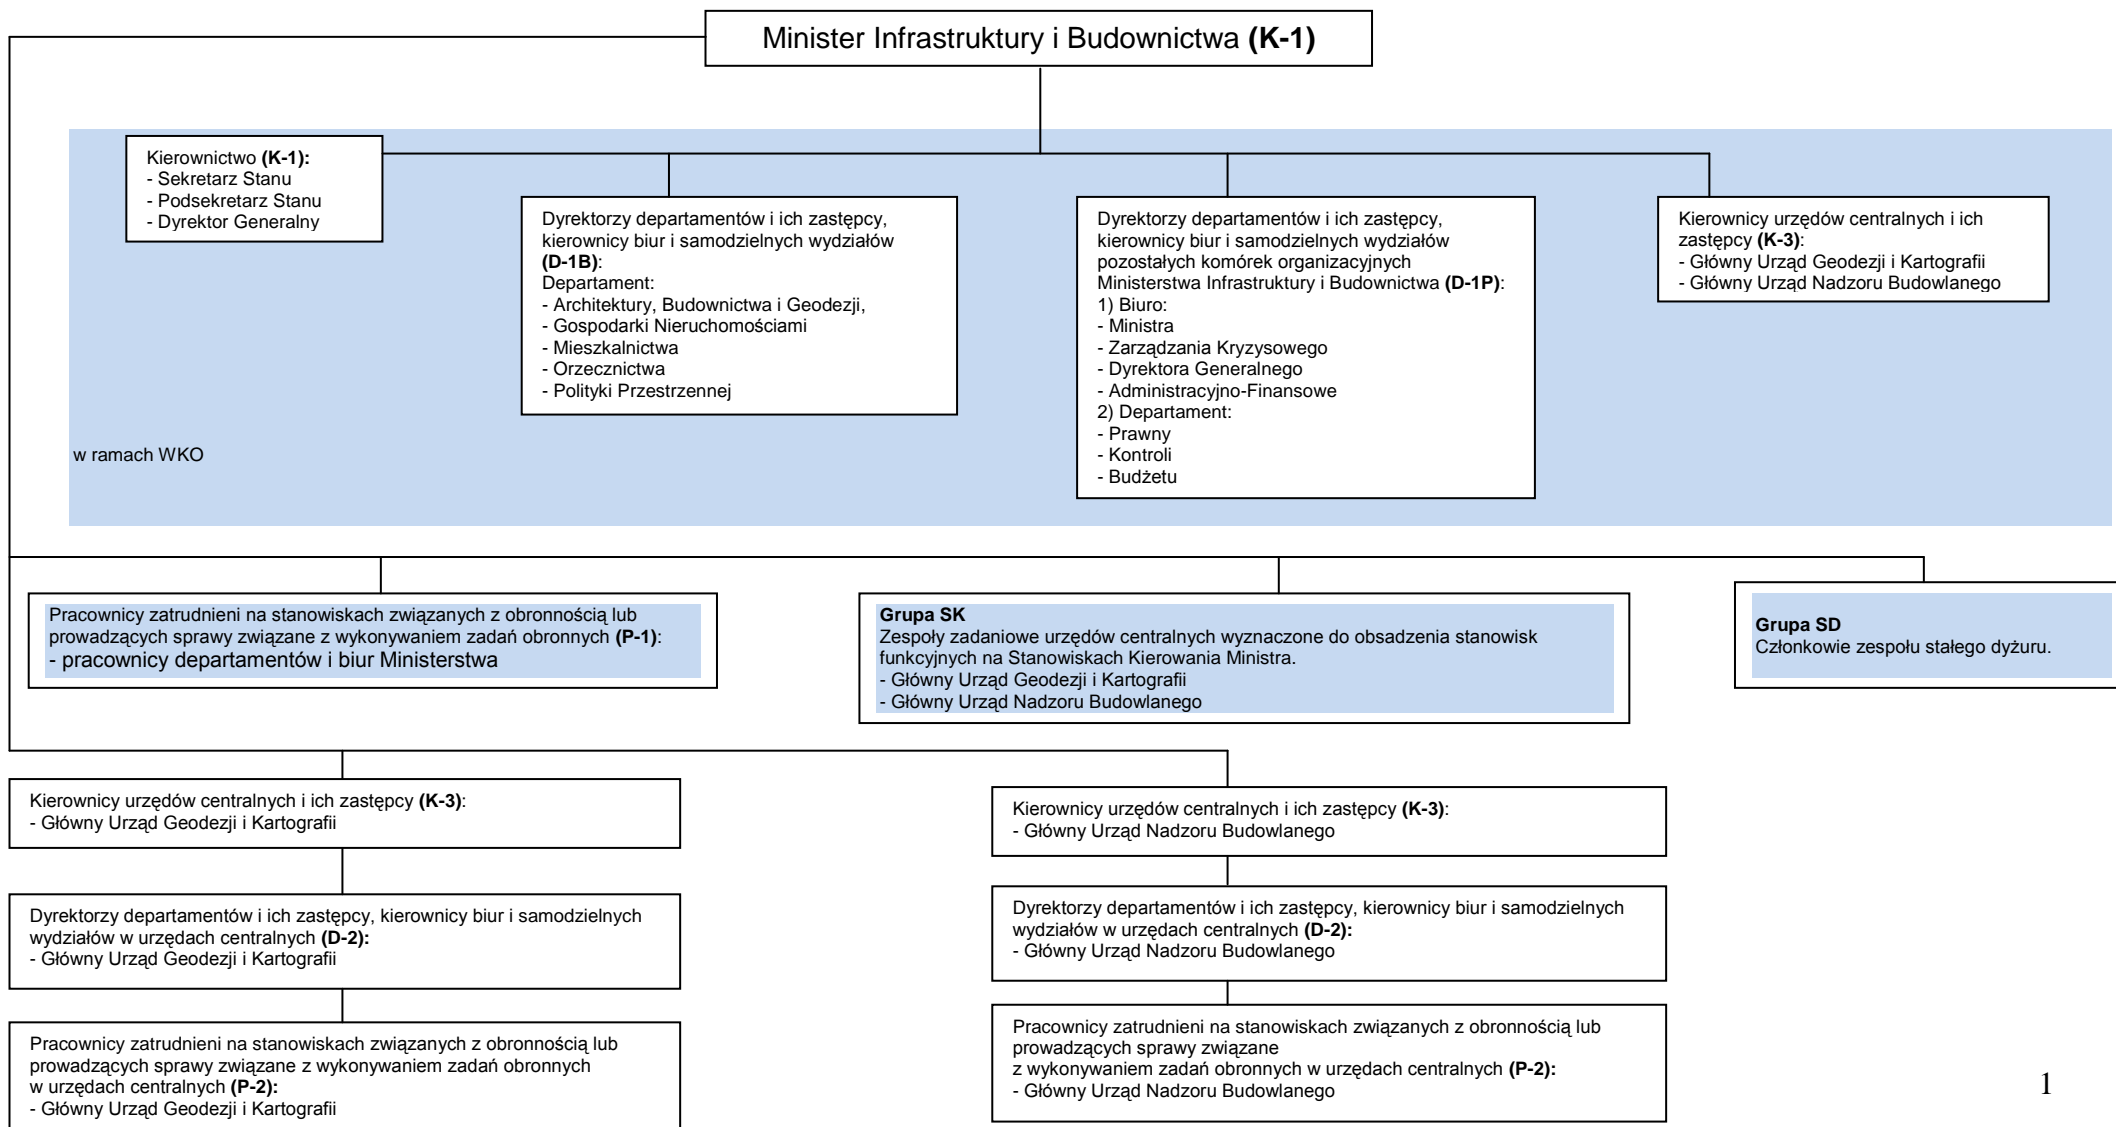 Minister Infrastruktury i Budownictwa (K-1)
Kierownictwo (K-1):
- Sekretarz Stanu
- Podsekretarz Stanu
- Dyrektor Generalny
Dyrektorzy departamentów i ich zastępcy,
kierownicy biur i samodzielnych wydziałów
(D-1B):
Departament:
- Architektury, Budownictwa i Geodezji,
- Gospodarki Nieruchomościami
- Mieszkalnictwa
- Orzecznictwa
- Polityki Przestrzennej
Dyrektorzy departamentów i ich zastępcy,
kierownicy biur i samodzielnych wydziałów
pozostałych komórek organizacyjnych
Ministerstwa Infrastruktury i Budownictwa (D-1P):
1) Biuro:
- Ministra
- Zarządzania Kryzysowego
- Dyrektora Generalnego
- Administracyjno-Finansowe
2) Departament:
- Prawny
- Kontroli
- Budżetu
Kierownicy urzędów centralnych i ich
zastępcy (K-3):
- Główny Urząd Geodezji i Kartografii
- Główny Urząd Nadzoru Budowlanego
w ramach WKO
Pracownicy zatrudnieni na stanowiskach związanych z obronnością lub
prowadzących sprawy związane z wykonywaniem zadań obronnych (P-1):
- pracownicy departamentów i biur Ministerstwa
Grupa SK
Zespoły zadaniowe urzędów centralnych wyznaczone do obsadzenia stanowisk
funkcyjnych na Stanowiskach Kierowania Ministra.
- Główny Urząd Geodezji i Kartografii
- Główny Urząd Nadzoru Budowlanego
Grupa SD
Członkowie zespołu stałego dyżuru.
Kierownicy urzędów centralnych i ich zastępcy (K-3):
- Główny Urząd Geodezji i Kartografii
Dyrektorzy departamentów i ich zastępcy, kierownicy biur i samodzielnych
wydziałów w urzędach centralnych (D-2):
- Główny Urząd Geodezji i Kartografii
Pracownicy zatrudnieni na stanowiskach związanych z obronnością lub
prowadzących sprawy związane z wykonywaniem zadań obronnych
w urzędach centralnych (P-2):
- Główny Urząd Geodezji i Kartografii
Kierownicy urzędów centralnych i ich zastępcy (K-3):
- Główny Urząd Nadzoru Budowlanego
Dyrektorzy departamentów i ich zastępcy, kierownicy biur i samodzielnych
wydziałów w urzędach centralnych (D-2):
- Główny Urząd Nadzoru Budowlanego
Pracownicy zatrudnieni na stanowiskach związanych z obronnością lub
prowadzących sprawy związane
z wykonywaniem zadań obronnych w urzędach centralnych (P-2):
- Główny Urząd Nadzoru Budowlanego
1